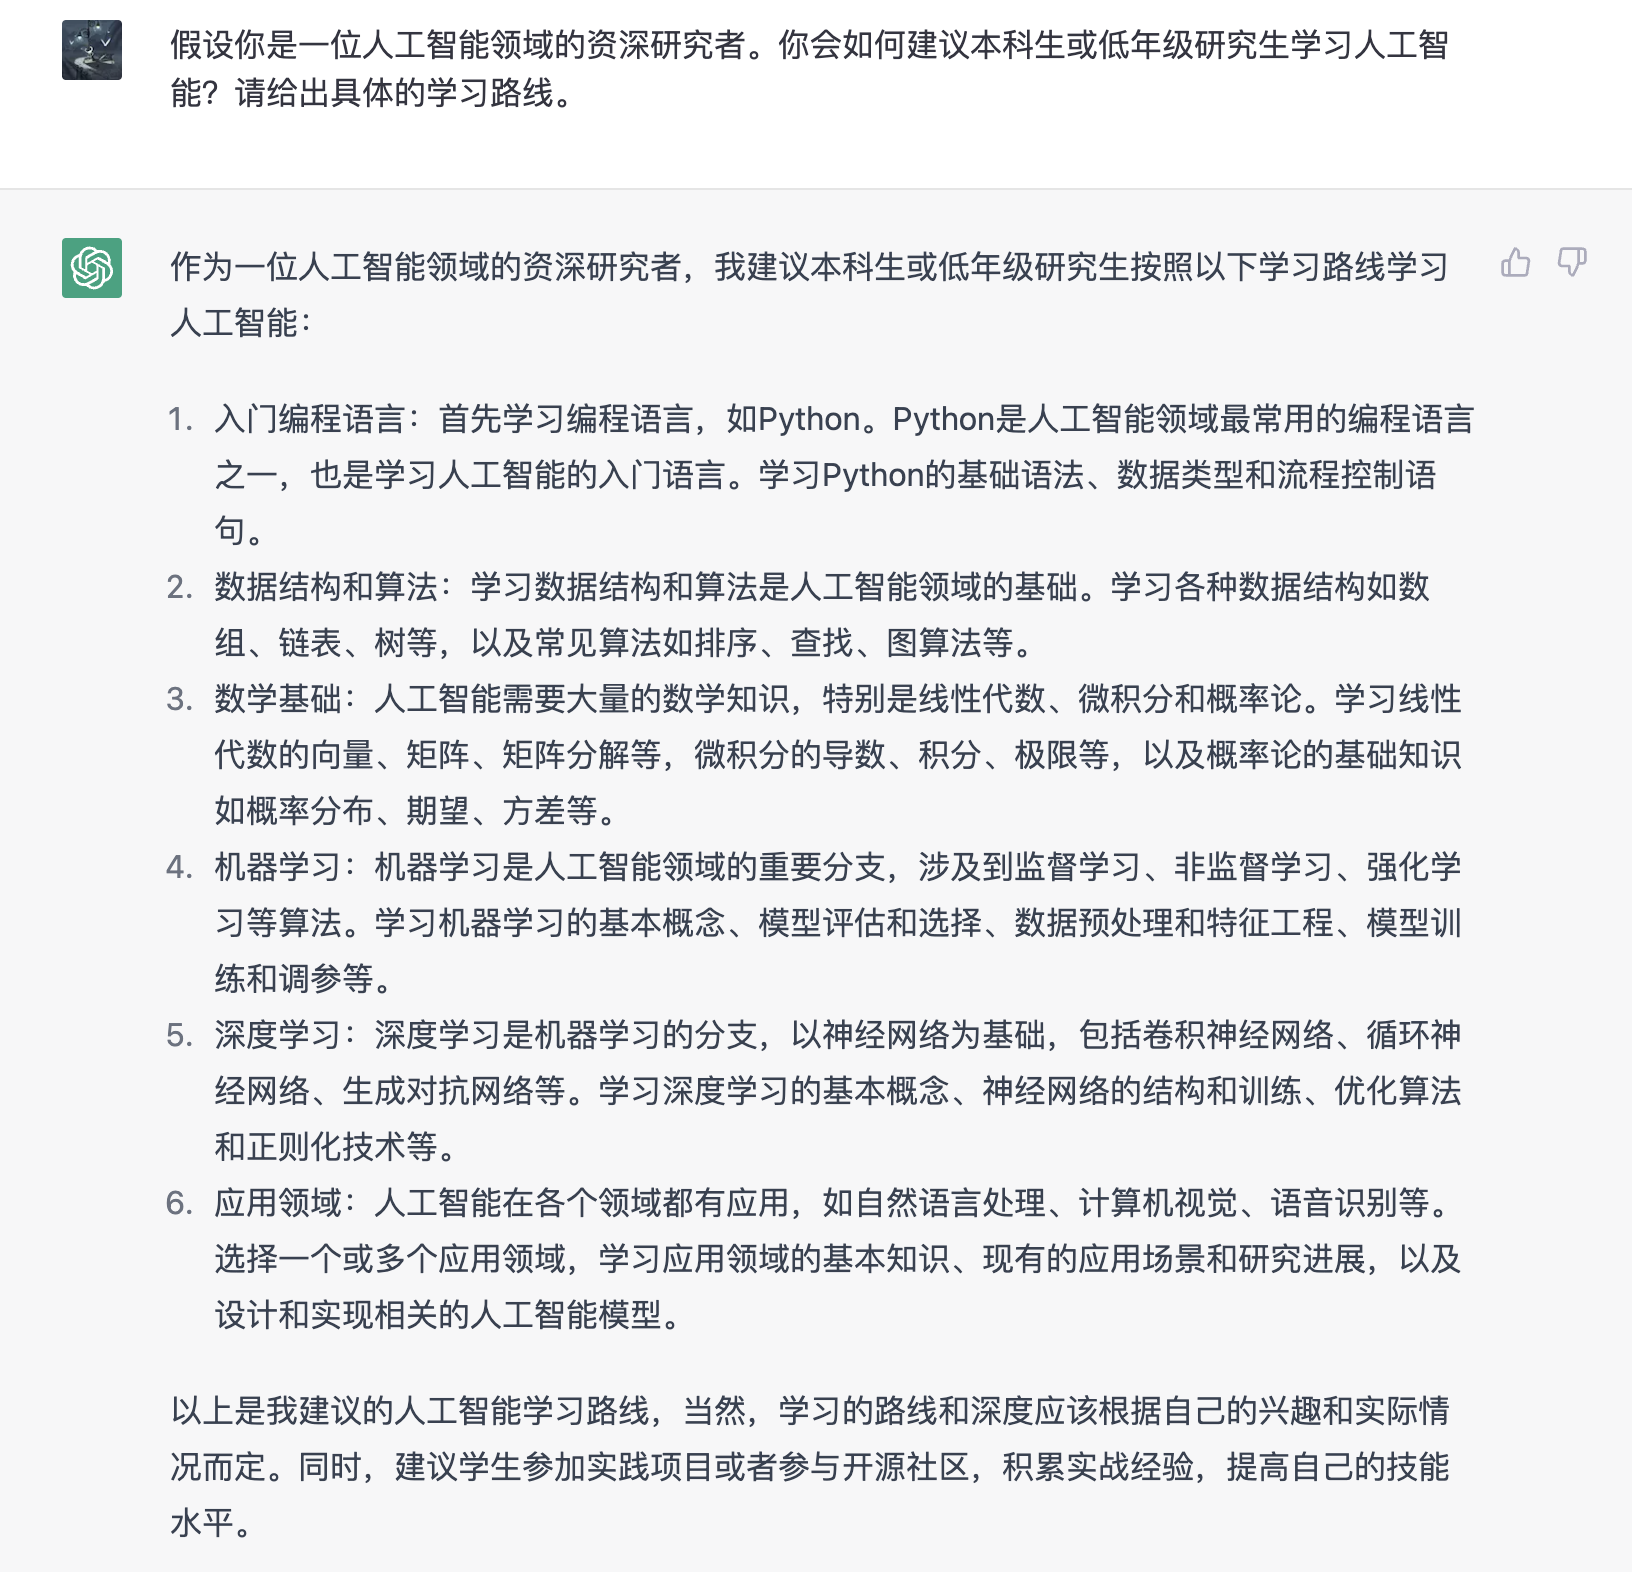 假设你是一位人工智能领域的资深研究者。你会如何建议本科生或低年级研究生学习人工智
能？请给出具体的学习路线。
作为一位人工智能领域的资深研究者，我建议本科生或低年级研究生按照以下学习路线学习
人工智能：
1. 入门编程语言：首先学习编程语言，如Python。Python是人工智能领域最常用的编程语言
之一，也是学习人工智能的入门语言。学习Python的基础语法、数据类型和流程控制语
句。
2. 数据结构和算法：学习数据结构和算法是人工智能领域的基础。学习各种数据结构如数
组、链表、树等，以及常见算法如排序、查找、图算法等。
3. 数学基础：人工智能需要大量的数学知识，特别是线性代数、微积分和概率论。学习线性
代数的向量、矩阵、矩阵分解等，微积分的导数、积分、极限等，以及概率论的基础知识
如概率分布、期望、方差等。
4. 机器学习：机器学习是人工智能领域的重要分支，涉及到监督学习、非监督学习、强化学
习等算法。学习机器学习的基本概念、模型评估和选择、数据预处理和特征工程、模型训
练和调参等。
5. 深度学习：深度学习是机器学习的分支，以神经网络为基础，包括卷积神经网络、循环神
经网络、生成对抗网络等。学习深度学习的基本概念、神经网络的结构和训练、优化算法
和正则化技术等。
6. 应用领域：人工智能在各个领域都有应用，如自然语言处理、计算机视觉、语音识别等。
选择一个或多个应用领域，学习应用领域的基本知识、现有的应用场景和研究进展，以及
设计和实现相关的人工智能模型。
以上是我建议的人工智能学习路线，当然，学习的路线和深度应该根据自己的兴趣和实际情
况而定。同时，建议学生参加实践项目或者参与开源社区，积累实战经验，提高自己的技能
水平。